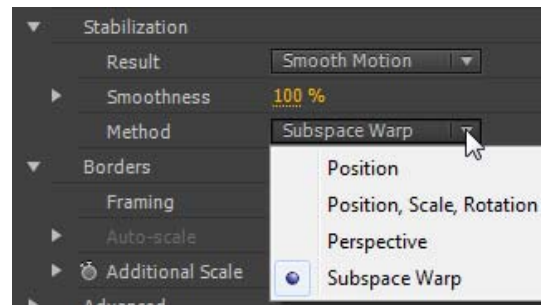 Stabilization
Result Smooth Motion
Smoothness 100 %
Method Subspace Warp
Borders Position
Framing Position, Scale, Rotation
Auto-scale Perspective
Additional Scale Subspace Warp
Advanced